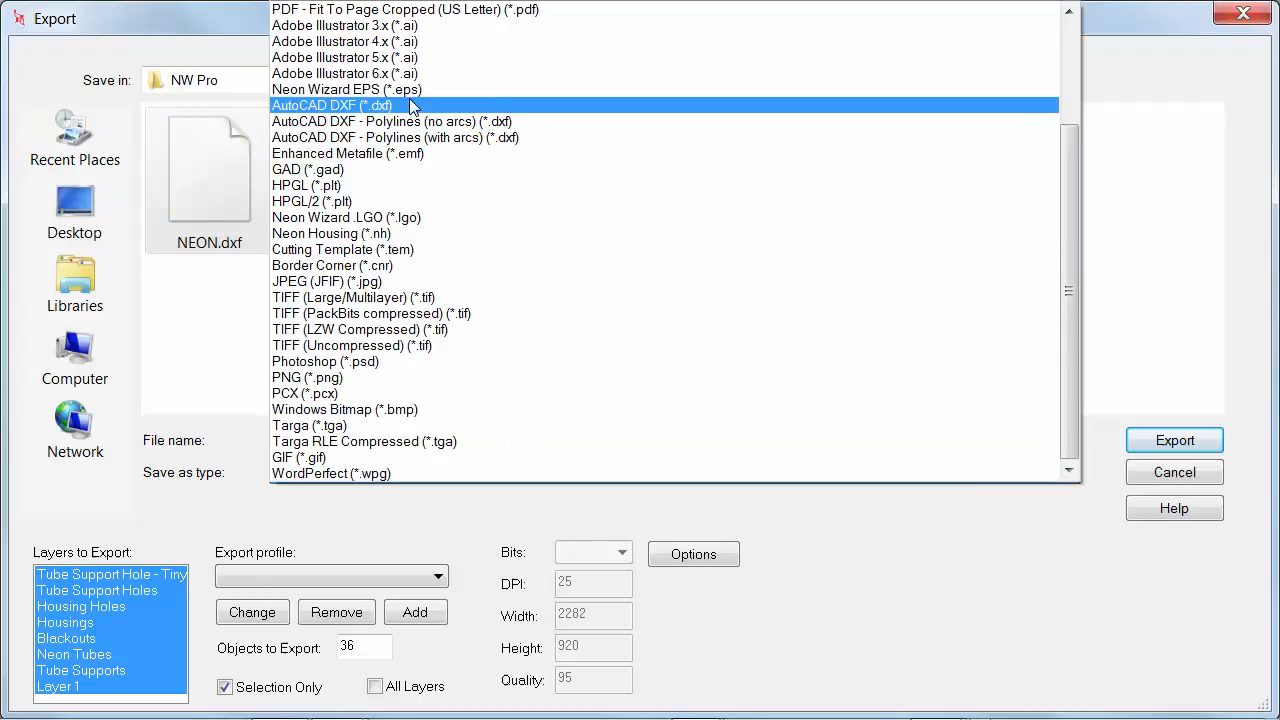 Export
Save in:
NW Pro
Recent Places
Desktop
Libraries
Computer
Network
NEON.dxf
PDF - Fit To Page Cropped (US Letter) (*.pdf)
Adobe Illustrator 3.x (*.ai)
Adobe Illustrator 4.x (*.ai)
Adobe Illustrator 5.x (*.ai)
Adobe Illustrator 6.x (*.ai)
Neon Wizard EPS (*.eps)
AutoCAD DXF (*.dxf)
AutoCAD DXF - Polylines (no arcs) (*.dxf)
AutoCAD DXF - Polylines (with arcs) (*.dxf)
Enhanced Metafile (*.emf)
GAD (*.gad)
HPGL (*.plt)
HPGL/2 (*.plt)
Neon Wizard .LGO (*.lgo)
Neon Housing (*.nh)
Cutting Template (*.tem)
Border Corner (*.cnr)
JPEG (JFIF) (*.jpg)
TIFF (Large/Multilayer) (*.tif)
TIFF (PackBits compressed) (*.tif)
TIFF (LZW Compressed) (*.tif)
TIFF (Uncompressed) (*.tif)
Photoshop (*.psd)
PNG (*.png)
PCX (*.pcx)
Windows Bitmap (*.bmp)
Targa (*.tga)
Targa RLE Compressed (*.tga)
GIF (*.gif)
WordPerfect (*.wpg)
File name:
Save as type:
Export
Cancel
Help
Layers to Export:
Tube Support Hole - Tiny
Tube Support Holes
Housing Holes
Housings
Blackouts
Neon Tubes
Tube Supports
Layer 1
Export profile:
Change Remove Add
Objects to Export: 36
Selection Only All Layers
Bits:
Options
DPI: 25
Width: 2282
Height: 920
Quality: 95